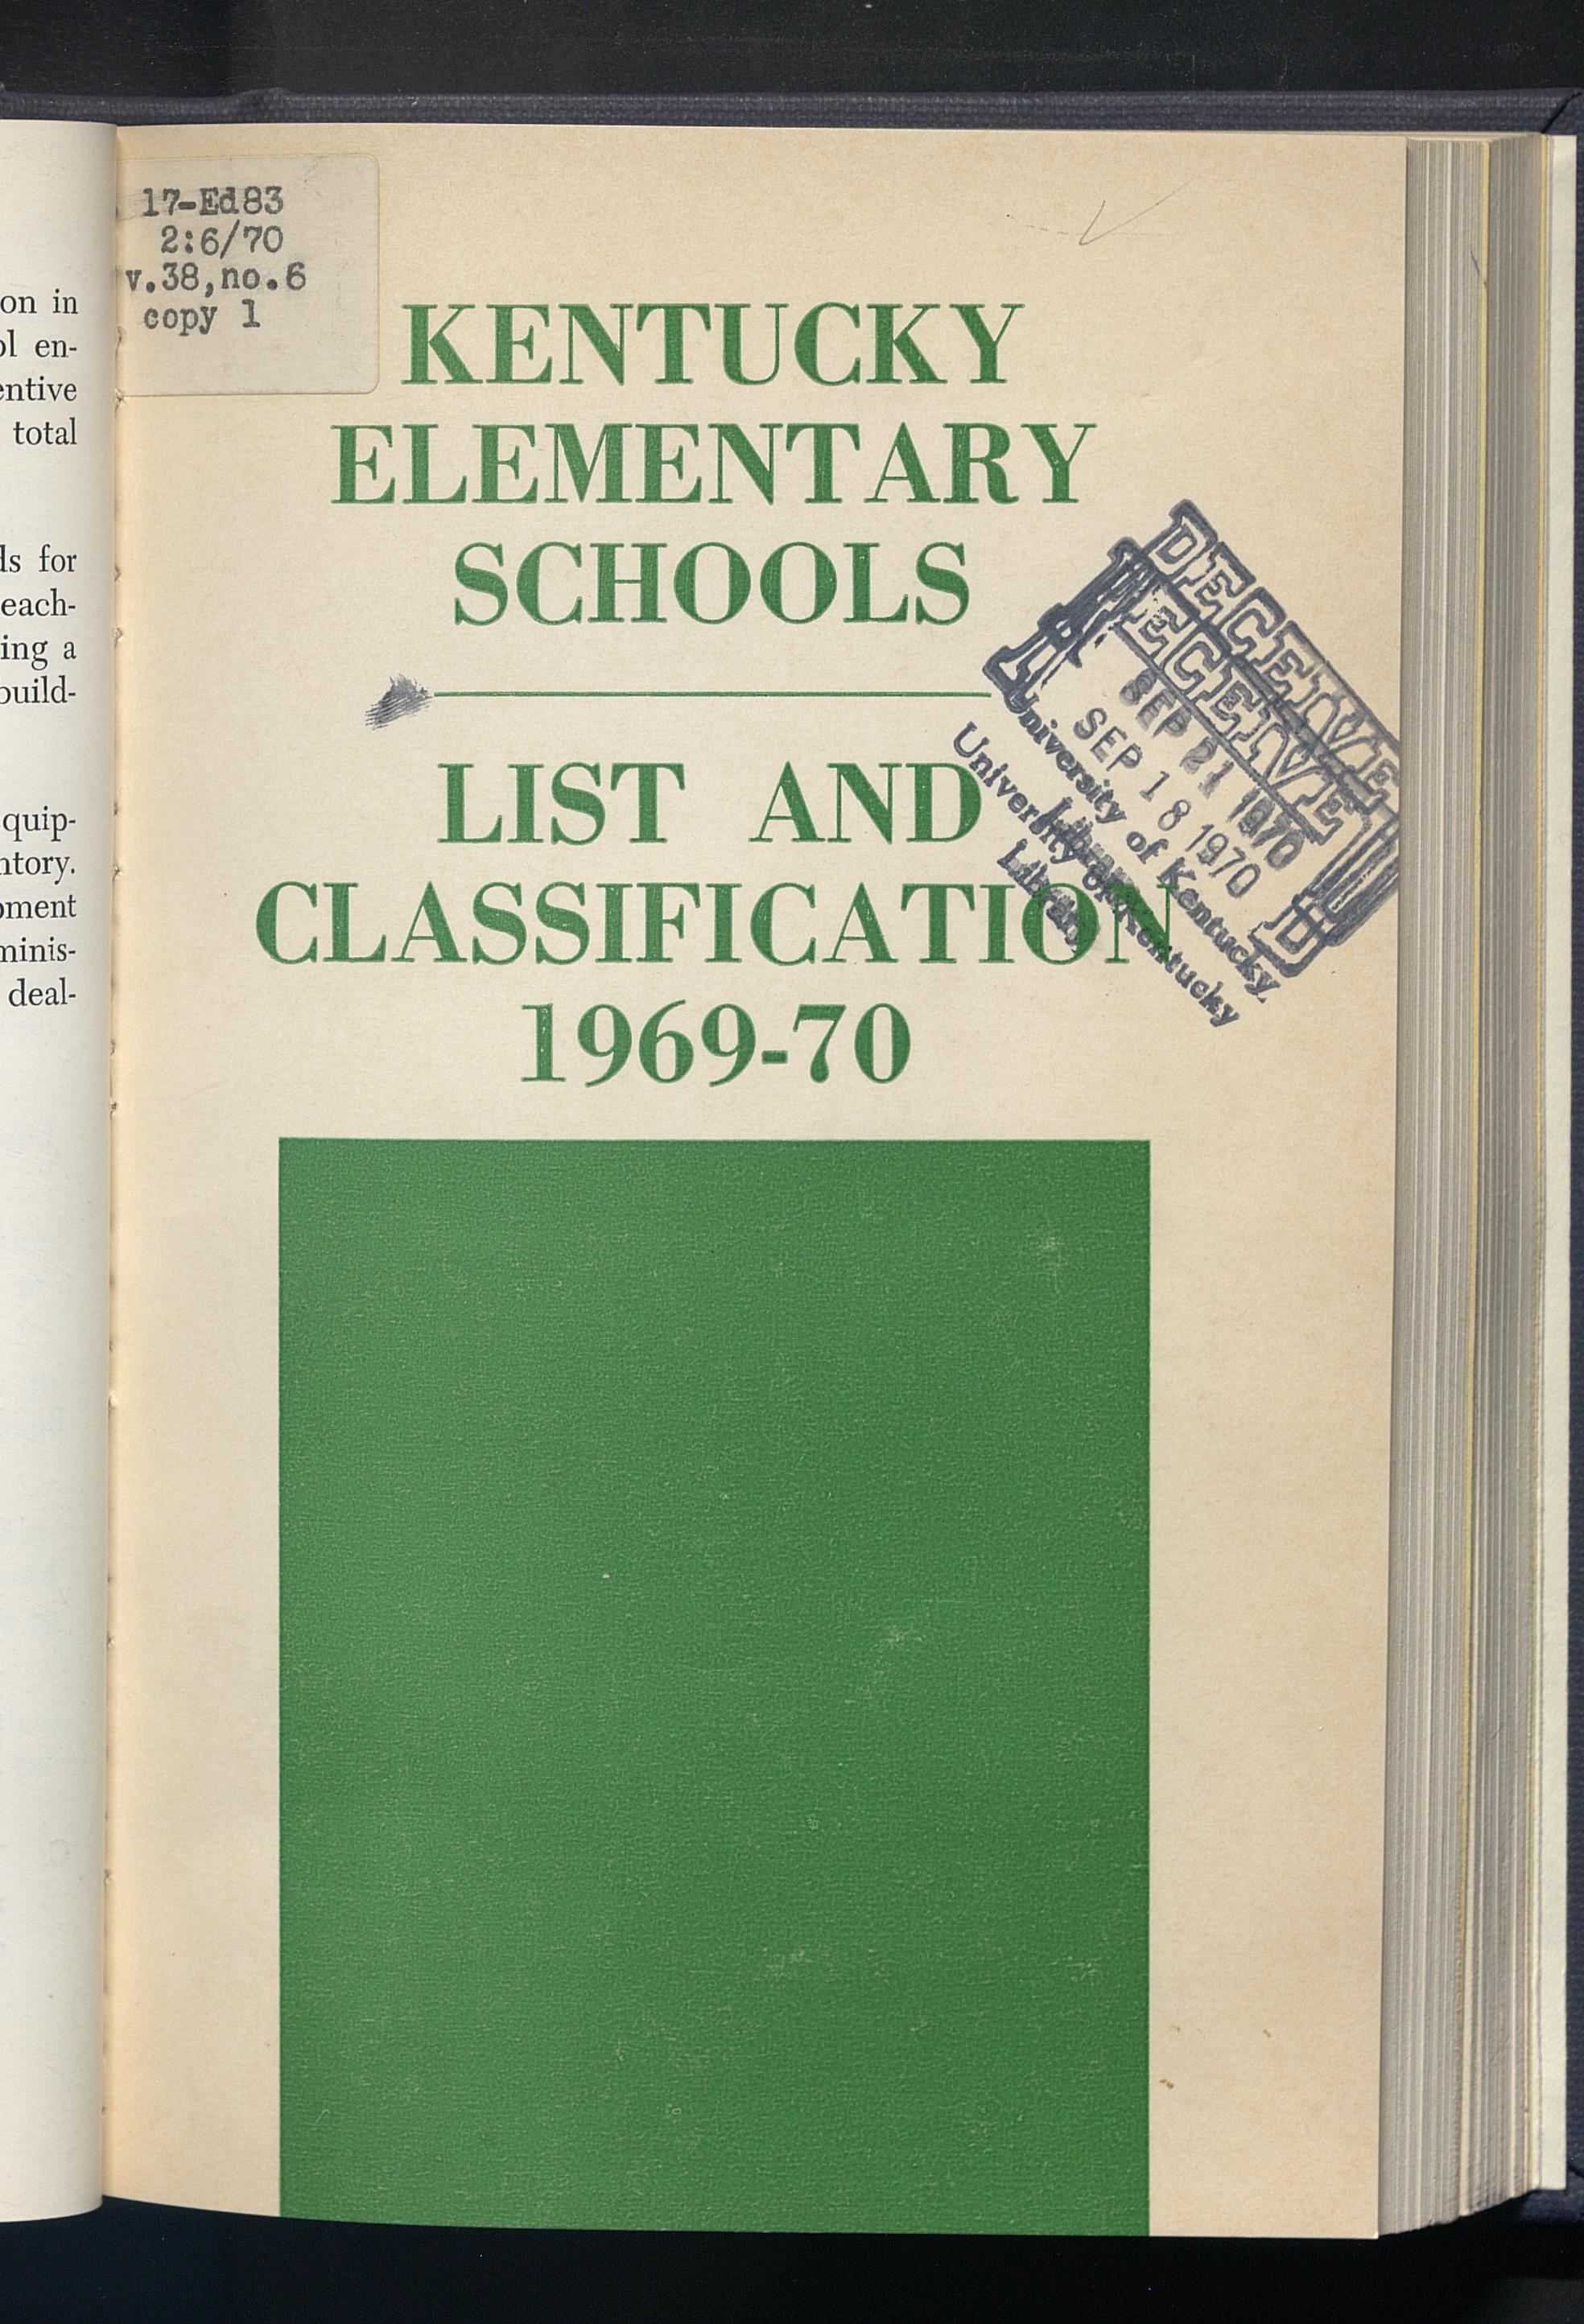 on in
ol en-
entive
total
ds for
each-
ing a
build-
quip-
ntory.
pment
minis-
deal-
17-Ed83
2:6/70
v.38,no.6
copy 1
KENTUCKY
ELEMENTARY
SCHOOLS
LIST AND
CLASSIFICATION
1969-70
RECEIVED
SEP 21 1970
University of Kentucky
Library
RECEIVED
SEP 18 1970
University of Kentucky
Library